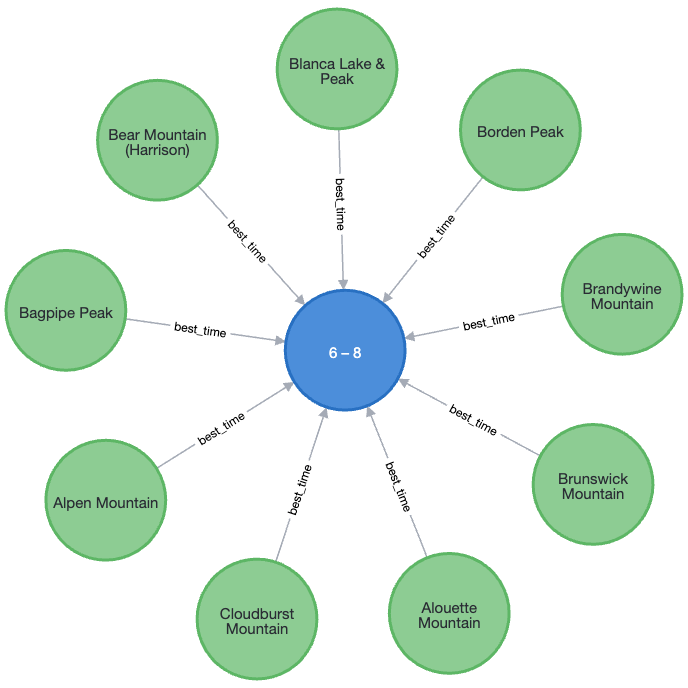 Blanca Lake &
Peak
Borden Peak
Bear Mountain
(Harrison)
best_time
best_time
best_time
Brandywine
Mountain
Bagpipe Peak
best_time
best_time
6 – 8
best_time
best_time
Brunswick
Mountain
Alpen Mountain
best_time
best_time
Alouette
Mountain
Cloudburst
Mountain